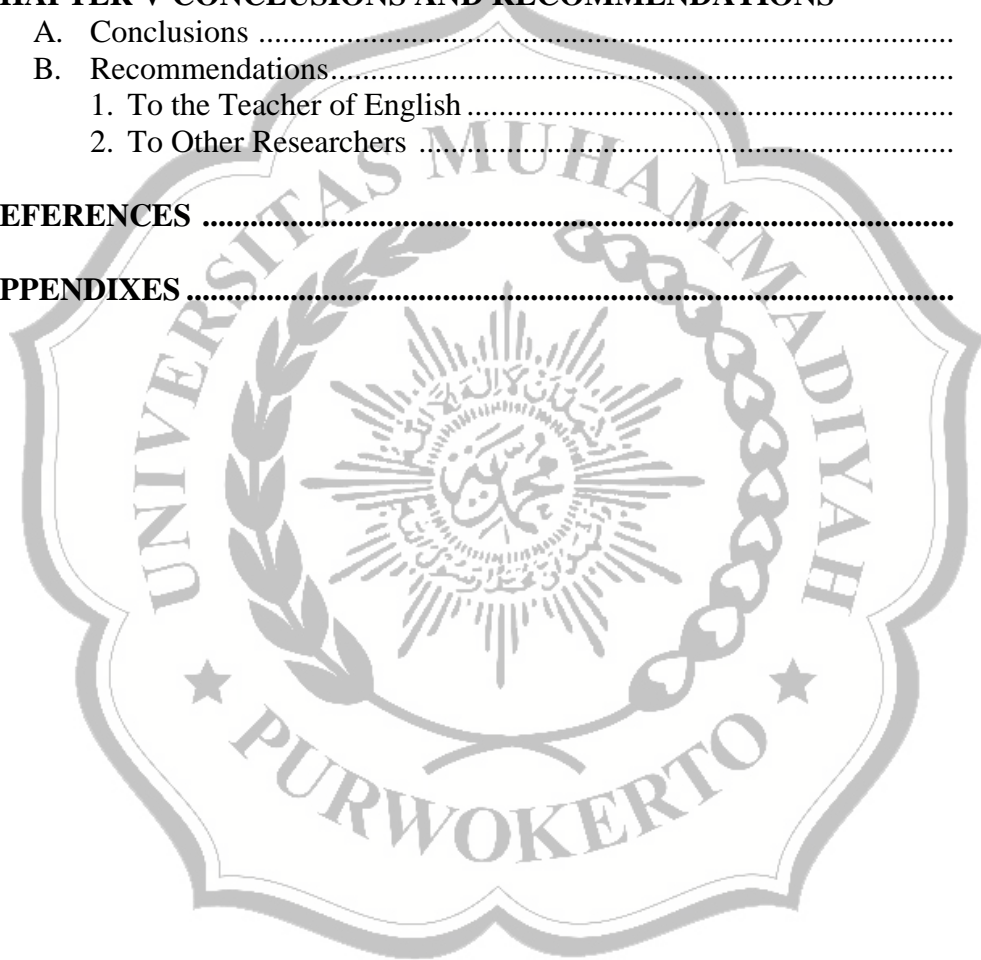 HAPTER V CONCLUSIONS AND RECOMMENDATIONS
A. Conclusions ........................................................................................
B. Recommendations...............................................................................
1. To the Teacher of English .............................................................
2. To Other Researchers ...................................................................
EFERENCES ...............................................................................................
PPENDIXES .................................................................................................
UNIVERSITAS MUHAMMADIYAH
PURWOKERTO
محمد